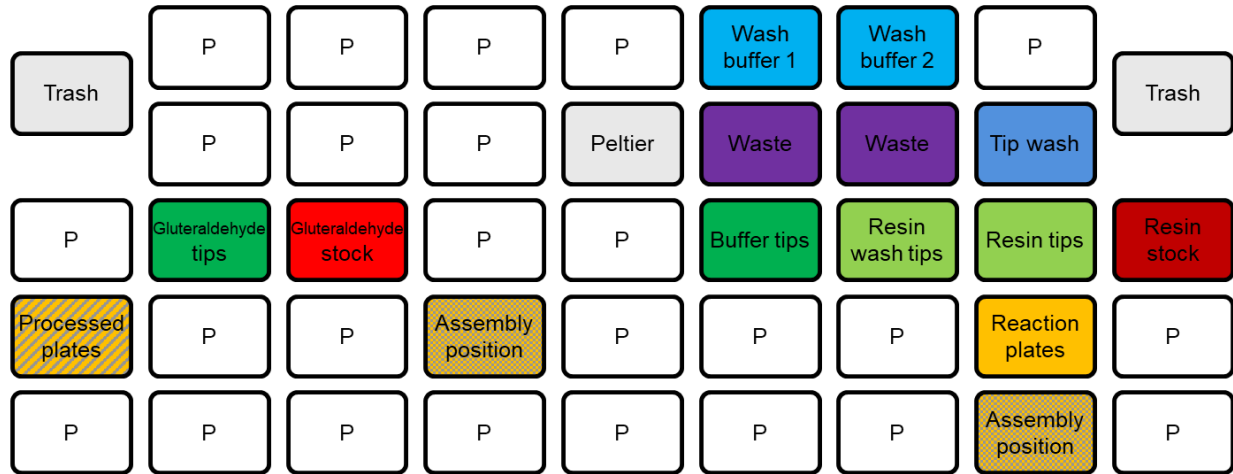 P
P
P
P
Wash
buffer 1
Wash
buffer 2
P
Trash
Trash
P
P
P
Peltier
Waste
Waste
Tip wash
P
Gluteraldehyde
tips
Gluteraldehyde
stock
P
P
Buffer tips
Resin
wash tips
Resin tips
Resin
stock
Processed
plates
P
P
Assembly
position
P
P
P
Reaction
plates
P
P
P
P
P
P
P
P
Assembly
position
P